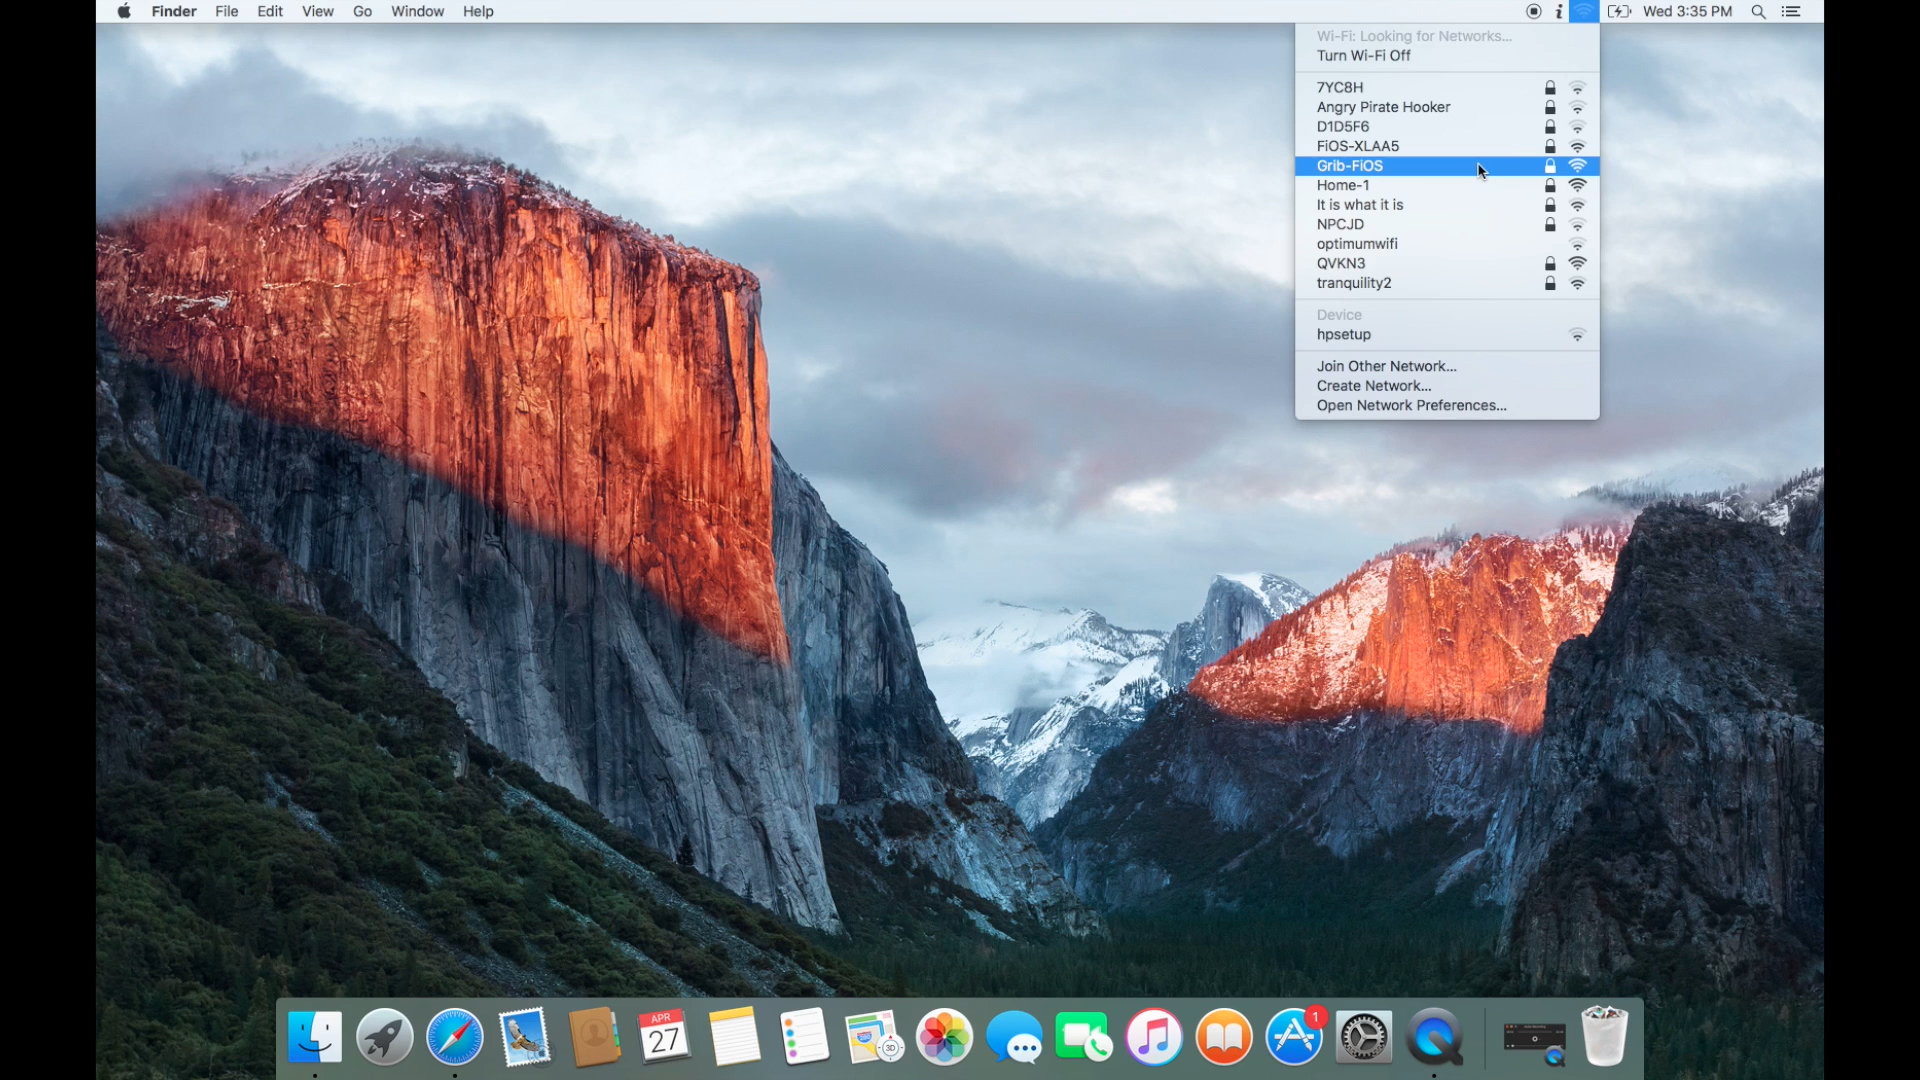 Finder File Edit View Go Window Help
Wed 3:35 PM
Wi-Fi: Looking for Networks...
Turn Wi-Fi Off
7YC8H
Angry Pirate Hooker
D1D5F6
FiOS-XLAA5
Grib-FiOS
Home-1
It is what it is
NPCJD
optimumwifi
QVKN3
tranquility2
Device
hpsetup
Join Other Network...
Create Network...
Open Network Preferences...
APR
27
3D
1